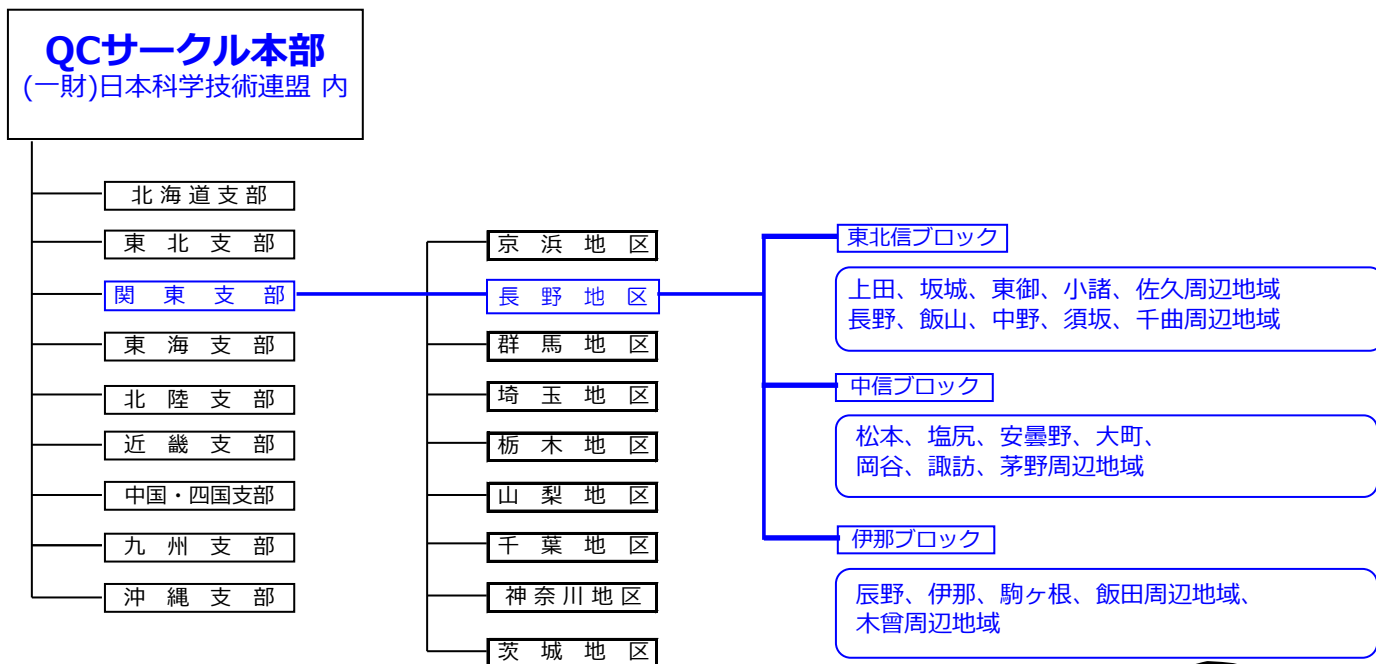 QCサークル本部
(一財)日本科学技術連盟 内
北海道支部
東北支部
関東支部
東海支部
北陸支部
近畿支部
中国・四国支部
九州支部
沖縄支部
京浜地区
長野地区
群馬地区
埼玉地区
栃木地区
山梨地区
千葉地区
神奈川地区
茨城地区
東北信ブロック
上田、坂城、東御、小諸、佐久周辺地域
長野、飯山、中野、須坂、千曲周辺地域
中信ブロック
松本、塩尻、安曇野、大町、
岡谷、諏訪、茅野周辺地域
伊那ブロック
辰野、伊那、駒ヶ根、飯田周辺地域、
木曾周辺地域